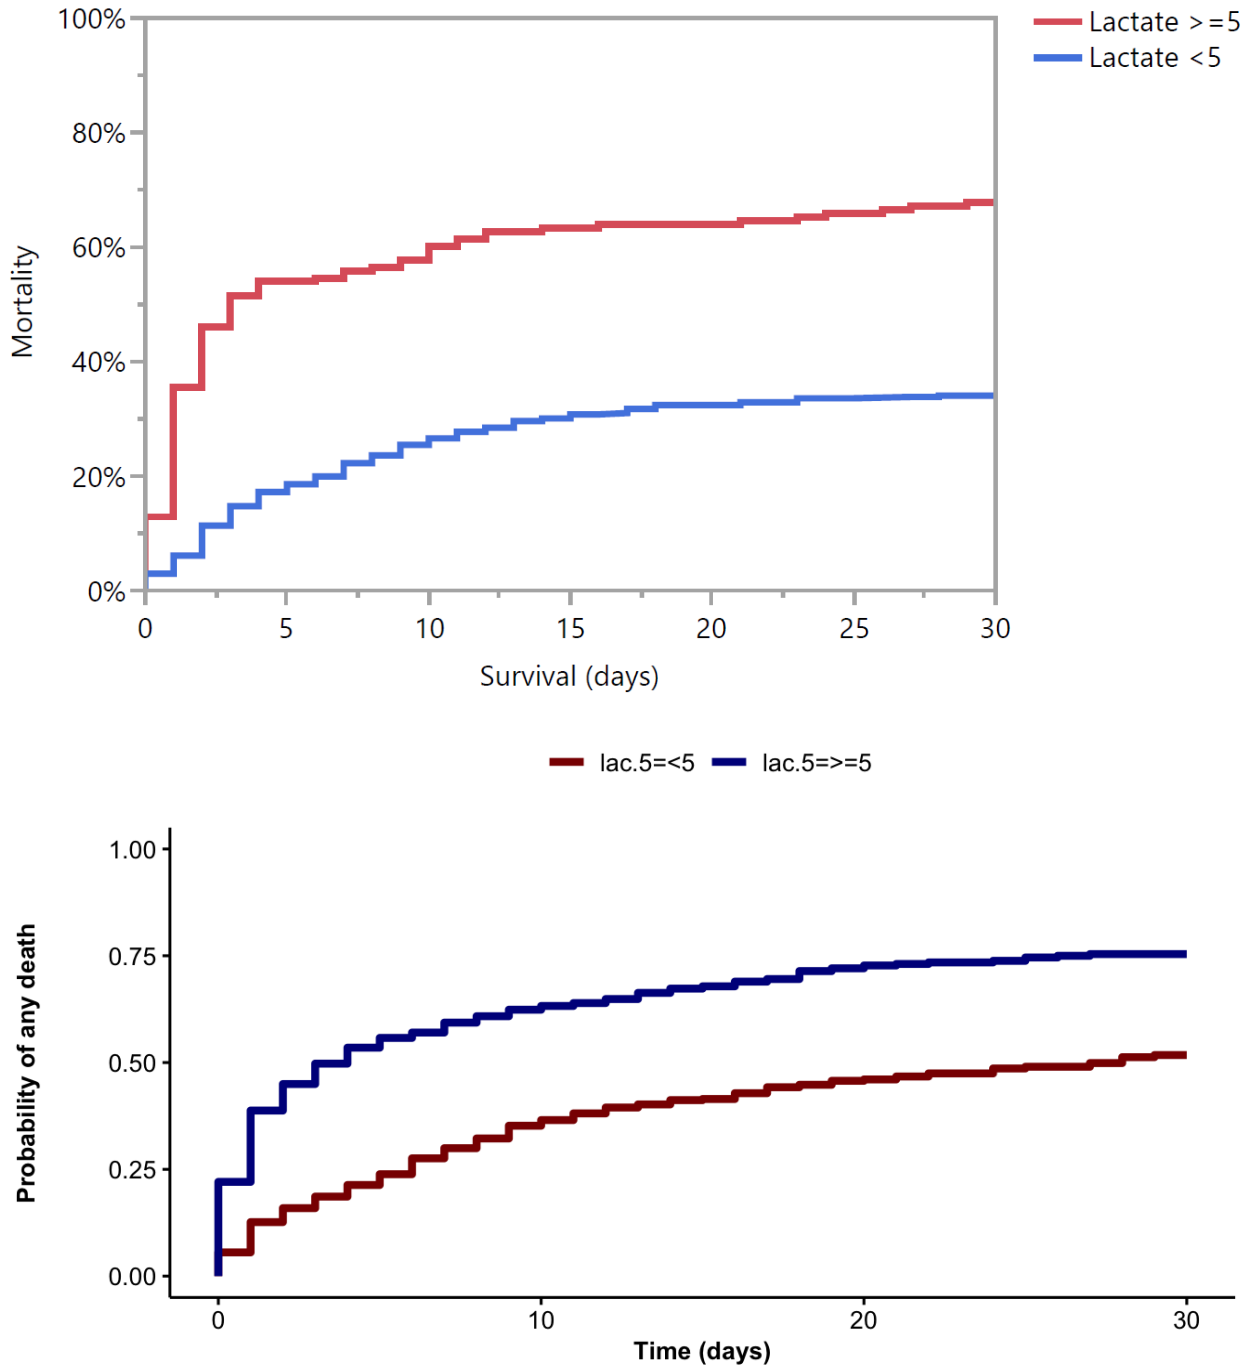 100%
80%
60%
40%
20%
0%
Mortality
0 5 10 15 20 25 30
Survival (days)
Lactate >=5
Lactate <5
lac.5=<5 lac.5=>=5
1.00
0.75
0.50
0.25
0.00
Probability of any death
0 10 20 30
Time (days)